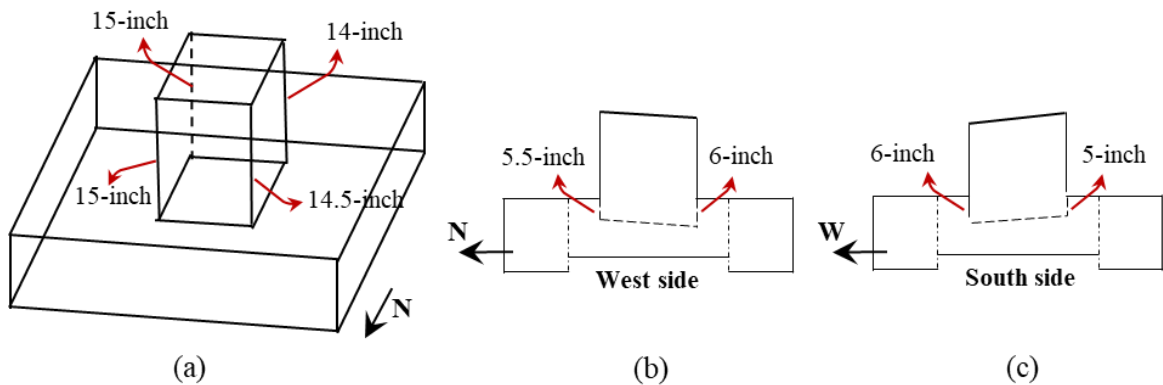 15-inch
14-inch
15-inch
14.5-inch
N
(a)
5.5-inch
6-inch
N
West side
(b)
6-inch
5-inch
W
South side
(c)